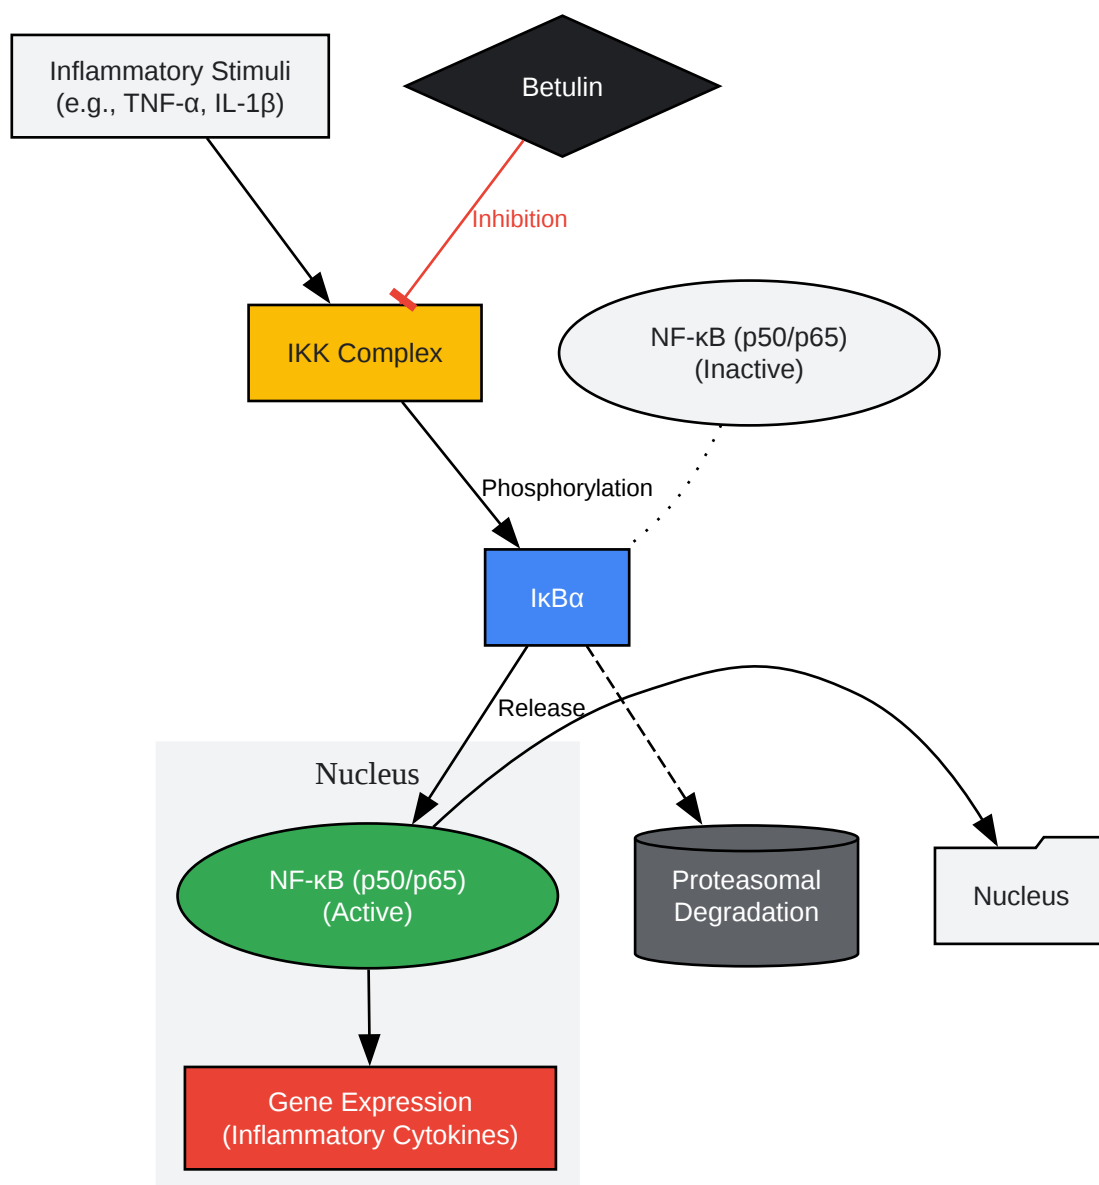 Inflammatory Stimuli
(e.g., TNF-α, IL-1β)
Betulin
Inhibition
IKK Complex
NF-κB (p50/p65)
(Inactive)
Phosphorylation
IκBα
Release
Nucleus
NF-κB (p50/p65)
(Active)
Proteasomal
Degradation
Nucleus
Gene Expression
(Inflammatory Cytokines)